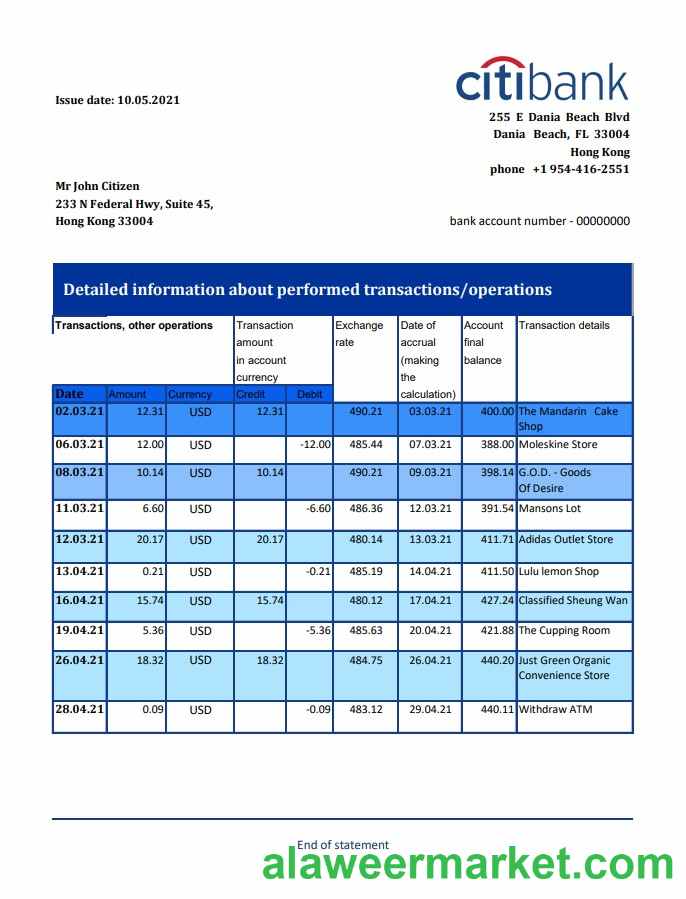 citibank
Issue date: 10.05.2021
255 E Dania Beach Blvd
Dania Beach, FL 33004
Hong Kong
phone +1 954-416-2551
Mr John Citizen
233 N Federal Hwy, Suite 45,
Hong Kong 33004
bank account number - 00000000
Detailed information about performed transactions/operations
Transactions, other operations
Transaction
amount
in account
currency
Exchange
rate
Date of
accrual
(making
the
calculation)
Account
final
balance
Transaction details
Date Amount Currency Credit Debit
02.03.21 12.31 USD 12.31 490.21 03.03.21 400.00 The Mandarin Cake
Shop
06.03.21 12.00 USD -12.00 485.44 07.03.21 388.00 Moleskine Store
08.03.21 10.14 USD 10.14 490.21 09.03.21 398.14 G.O.D. - Goods
Of Desire
11.03.21 6.60 USD -6.60 486.36 12.03.21 391.54 Mansons Lot
12.03.21 20.17 USD 20.17 480.14 13.03.21 411.71 Adidas Outlet Store
13.04.21 0.21 USD -0.21 485.19 14.04.21 411.50 Lulu lemon Shop
16.04.21 15.74 USD 15.74 480.12 17.04.21 427.24 Classified Sheung Wan
19.04.21 5.36 USD -5.36 485.63 20.04.21 421.88 The Cupping Room
26.04.21 18.32 USD 18.32 484.75 26.04.21 440.20 Just Green Organic
Convenience Store
28.04.21 0.09 USD -0.09 483.12 29.04.21 440.11 Withdraw ATM
End of statement
alaweermarket.com